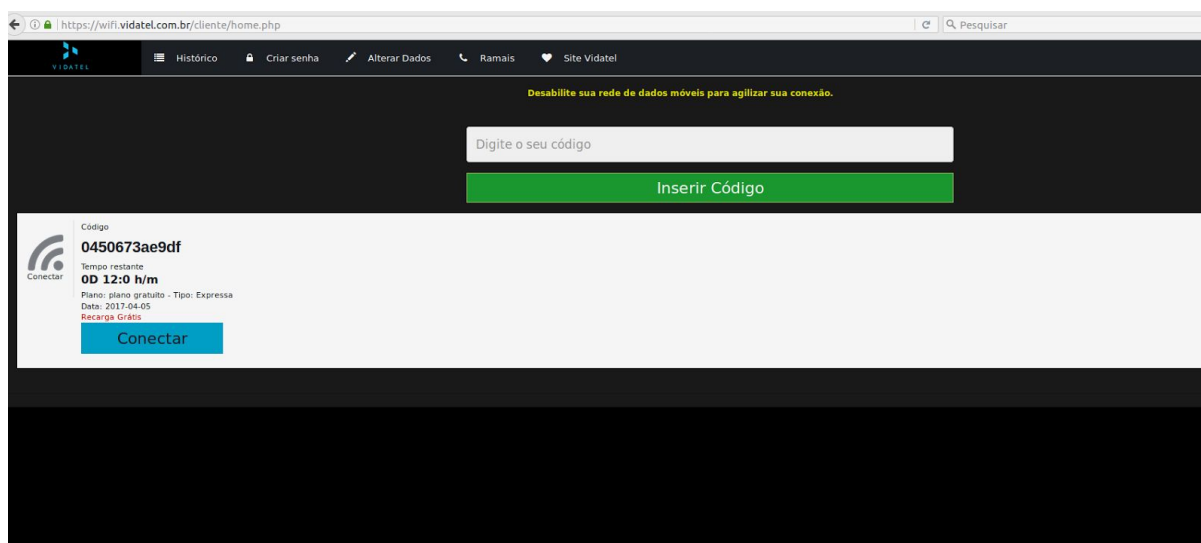 https://wifi.vidatel.com.br/cliente/home.php
Pesquisar
VIDATEL
Histórico
Criar senha
Alterar Dados
Ramais
Site Vidatel
Desabilite sua rede de dados móveis para agilizar sua conexão.
Digite o seu código
Inserir Código
Conectar
Código
0450673ae9df
Tempo restante
0D 12:0 h/m
Plano: plano gratuito - Tipo: Expressa
Data: 2017-04-05
Recarga Grátis
Conectar